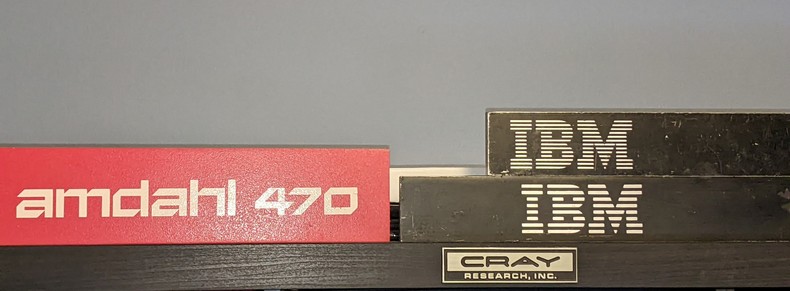 amdahl 470
IBM
IBM
CRAY
RESEARCH, INC.